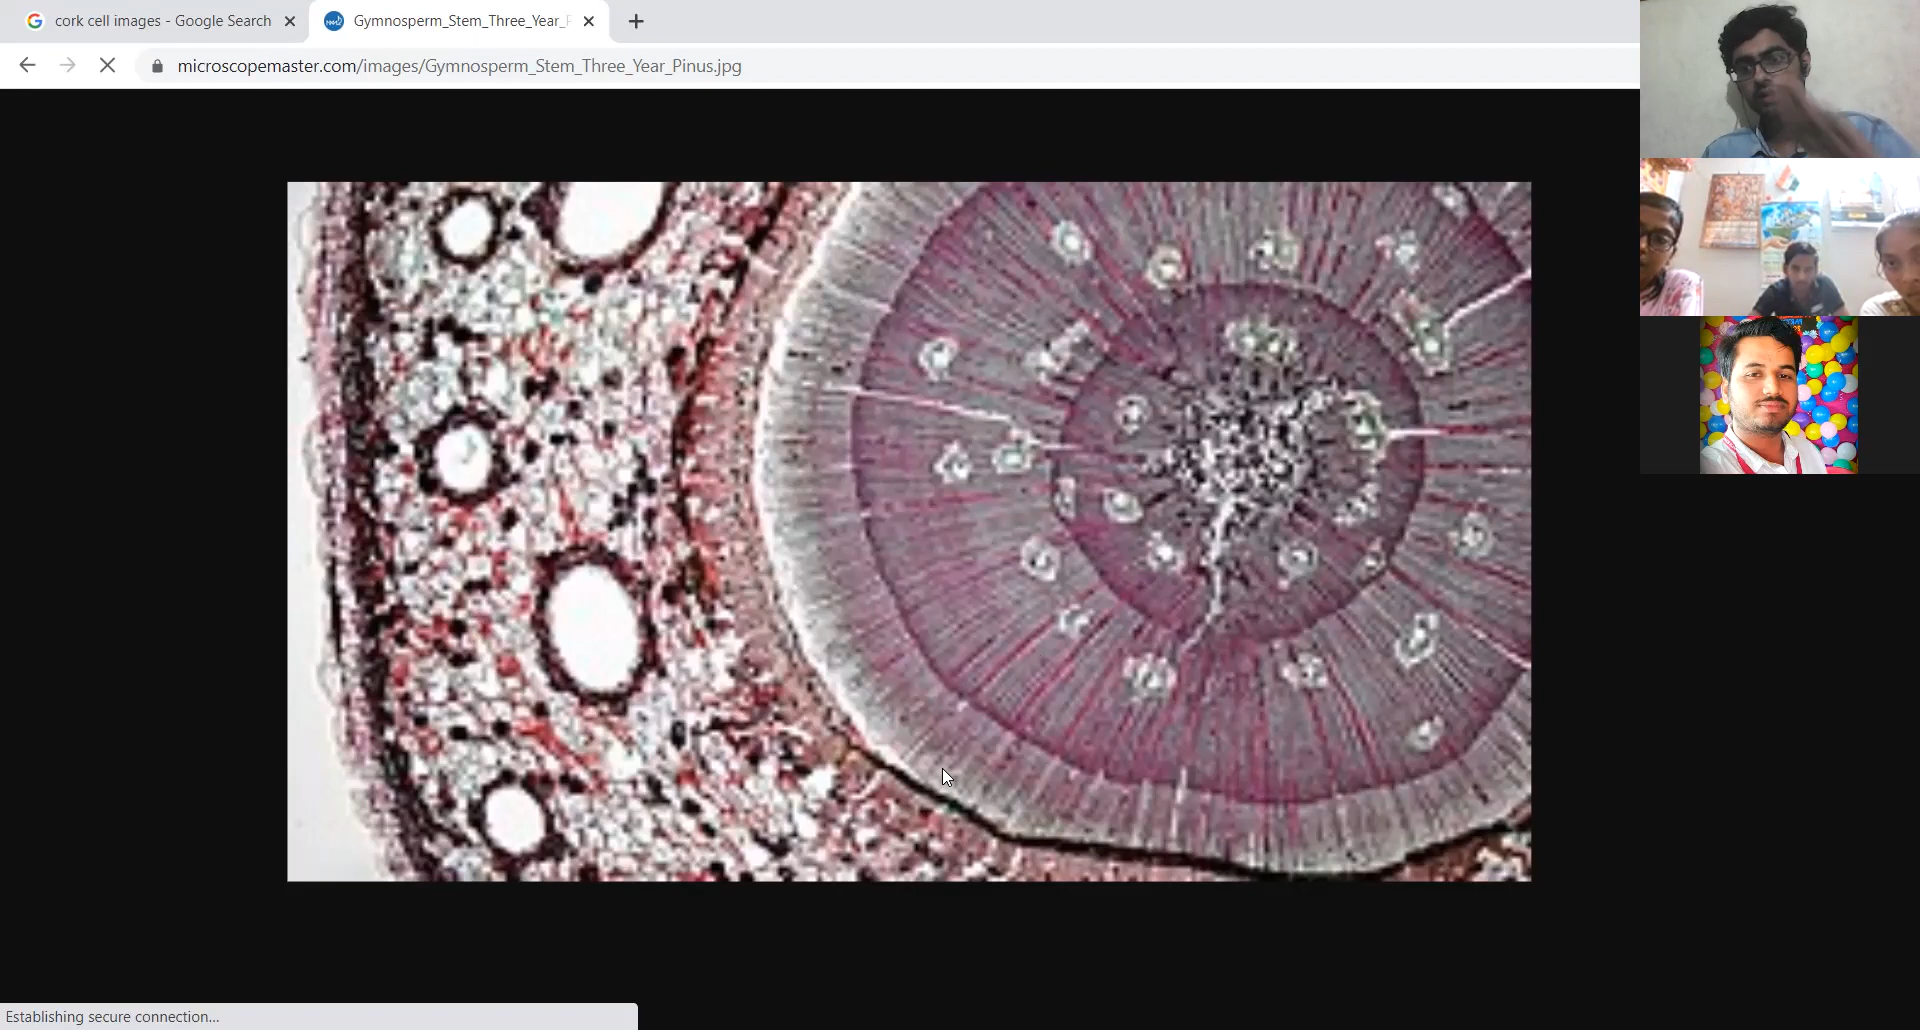 cork cell images - Google Search
Gymnosperm_Stem_Three_Year_
microscopemaster.com/images/Gymnosperm_Stem_Three_Year_Pinus.jpg
Establishing secure connection...